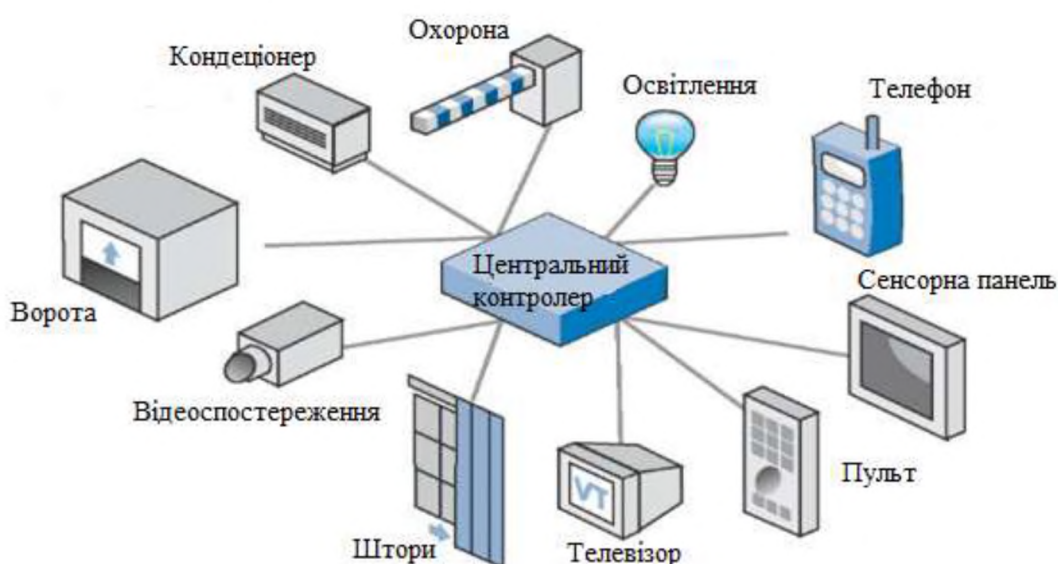 Охорона
Кондеціонер
Освітлення
Телефон
Центральний
контролер
Сенсорна панель
Ворота
Відеоспостереження
Пульт
VT
Штори
Телевізор